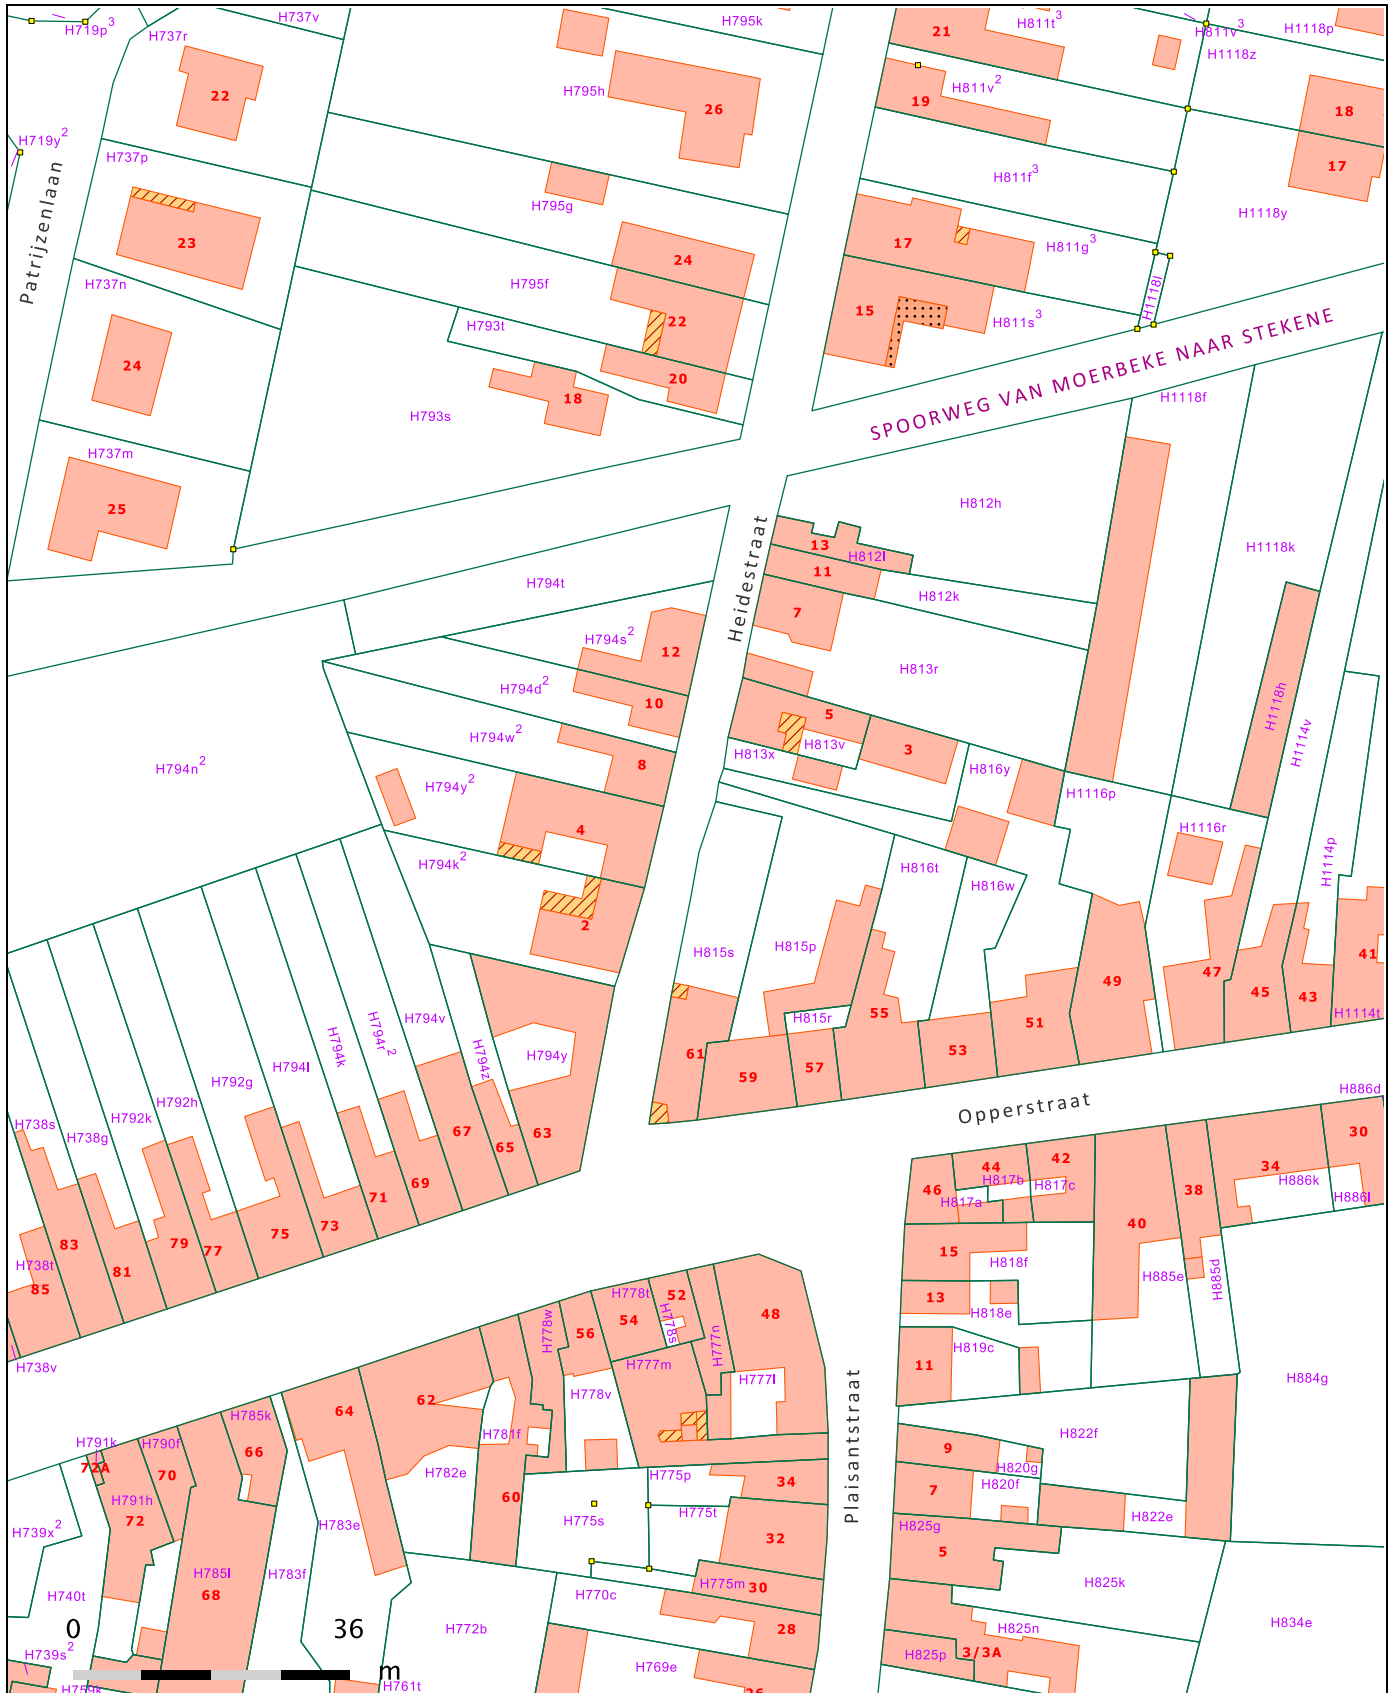 H719p³
H737r
H737v
H795k
21
H811t³
H811v³
H1118p
H1118z
22
H795h
26
H811v²
19
18
H719y²
H737p
17
H811f³
Patrijzenlaan
H795g
H1118y
23
17
H811g³
24
H737n
H795f
H1118l
15
H811s³
H793t
22
SPOORWEG VAN MOERBEKE NAAR STEKENE
24
20
18
H793s
H1118f
H737m
25
H812h
Heidestraat
13
H812l
H1118k
11
H794t
H812k
7
H794s²
12
H813r
H794d²
10
H1118h
5
H794w²
H813x
H813v
3
H1114v
H794n²
8
H816y
H794y²
H1116p
4
H1116r
H794k²
H816t
H816w
H1114p
2
H815s
H815p
49
47
41
45
43
H815r
55
51
H1114t
H794v
H794r²
H794k
H794l
H794z
H794y
61
57
53
59
H792g
H792h
H792k
H738g
H738s
Opperstraat
H886d
67
65
63
30
44
42
34
H817b
H817c
H886k
H886l
46
H817a
38
69
71
73
75
77
79
81
83
40
15
H818f
H738t
85
H885e
H885d
13
H818e
H778t
52
54
H778s
48
56
H778w
H777n
H738v
H777m
11
H819c
H777l
H884g
H778v
62
64
Plaisantstraat
H785k
H791k
H790f
66
H781f
H822f
9
H820g
72A
70
H782e
H775p
34
H791h
60
7
H820f
72
H775s
H775t
H822e
H739x²
H783e
32
H825g
5
H785l
H783f
H775m
30
H825k
68
H740t
H770c
0
36
H772b
28
H825n
H834e
H739s²
H825p
3/3A
m
H769e
H759k
H761t
26